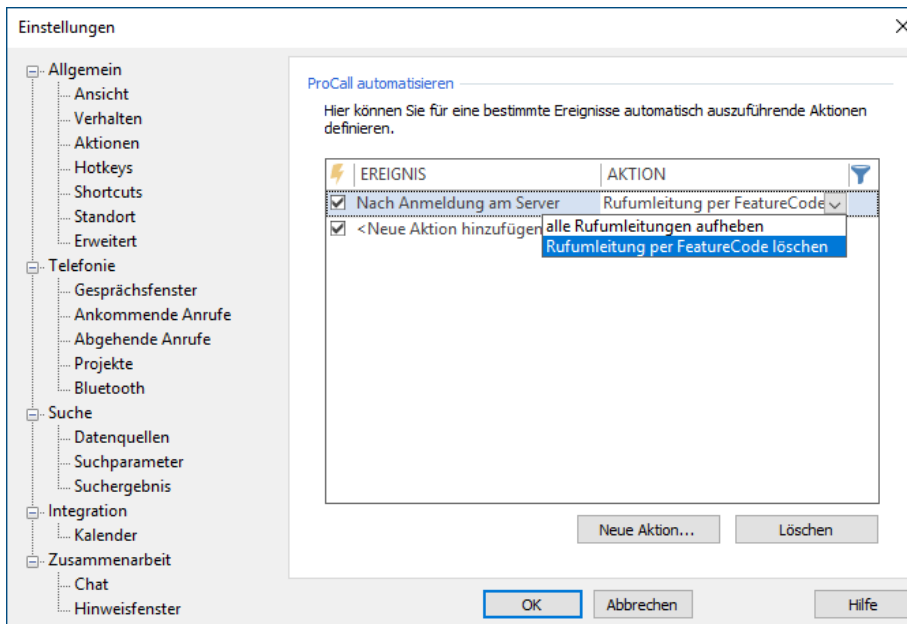 Einstellungen
Allgemein
Ansicht
Verhalten
Aktionen
Hotkeys
Shortcuts
Standort
Erweitert
Telefonie
Gesprächsfenster
Ankommende Anrufe
Abgehende Anrufe
Projekte
Bluetooth
Suche
Datenquellen
Suchparameter
Suchergebnis
Integration
Kalender
Zusammenarbeit
Chat
Hinweisfenster
ProCall automatisieren
Hier können Sie für eine bestimmte Ereignisse automatisch auszuführende Aktionen
definieren.
EREIGNIS AKTION
Nach Anmeldung am Server Rufumleitung per FeatureCode
<Neue Aktion hinzufügen
alle Rufumleitungen aufheben
Rufumleitung per FeatureCode löschen
Neue Aktion... Löschen
OK Abbrechen Hilfe